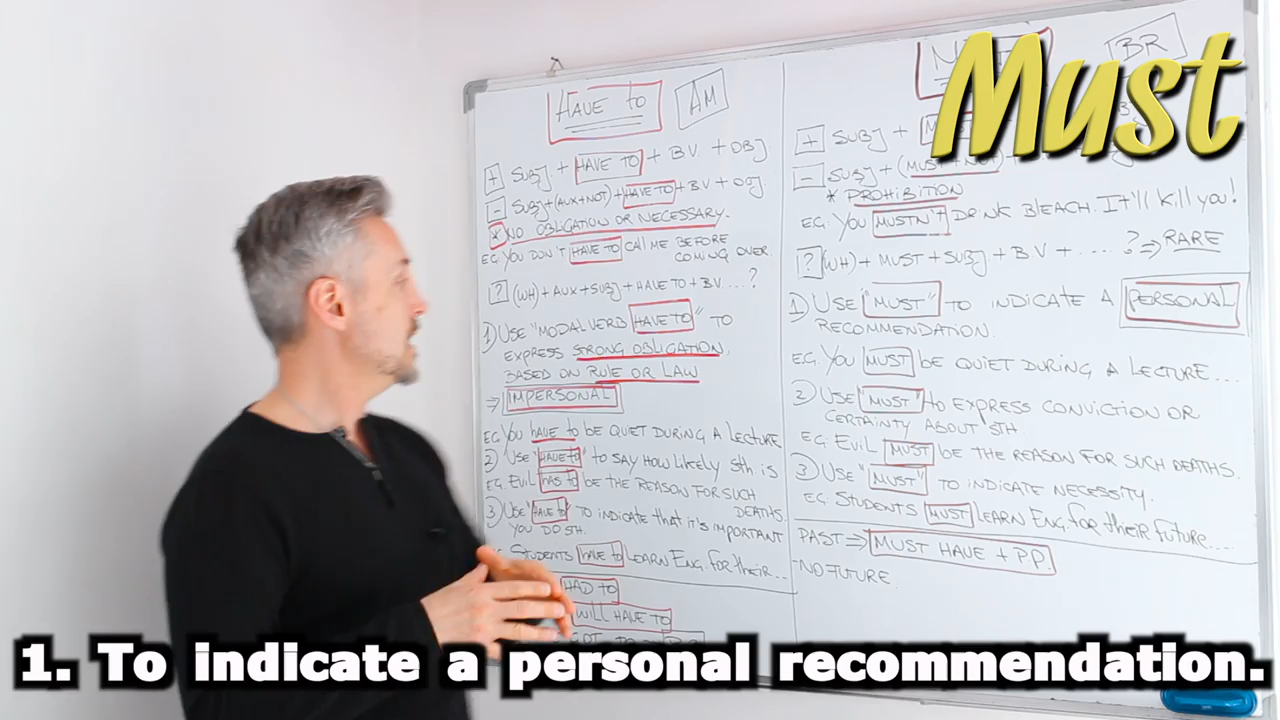 HAVE TO
AM
+ SUBJ + HAVE TO + B.V. + OBJ
- SUBJ + (AUX + NOT) + HAVE TO + B.V + OBJ
* NO OBLIGATION OR NECESSARY.
EG. YOU DON'T HAVE TO CALL ME BEFORE
COMING OVER
? (WH) + AUX + SUBJ + HAVE TO + B.V. ...?
1) USE "MODAL VERB HAVE TO" TO
EXPRESS STRONG OBLIGATION,
BASED ON RULE OR LAW
⇒ IMPERSONAL
EG. YOU HAVE TO BE QUIET DURING A LECTURE
2) USE "HAVE TO" TO SAY HOW LIKELY STH IS
EG. EVIL HAS TO BE THE REASON FOR SUCH
DEATHS.
3) USE "HAVE TO" TO INDICATE THAT IT'S IMPORTANT
YOU DO STH.
STUDENTS HAVE TO LEARN ENG. FOR THEIR...
HAD TO
WILL HAVE TO
Must
BR
+ SUBJ +
- SUBJ + (MUST + NOT)
* PROHIBITION
EG. YOU MUSTN'T DRINK BLEACH. IT'LL KILL YOU!
? (WH) + MUST + SUBJ + B.V + ....? ⇒ RARE
1) USE "MUST" TO INDICATE A PERSONAL
RECOMMENDATION.
EG. YOU MUST BE QUIET DURING A LECTURE...
2) USE "MUST" TO EXPRESS CONVICTION OR
CERTAINTY ABOUT STH
EG. EVIL MUST BE THE REASON FOR SUCH DEATHS.
3) USE "MUST" TO INDICATE NECESSITY.
EG. STUDENTS MUST LEARN ENG. FOR THEIR FUTURE....
PAST ⇒ MUST HAVE + P.P.
NO FUTURE.
1. To indicate a personal recommendation.